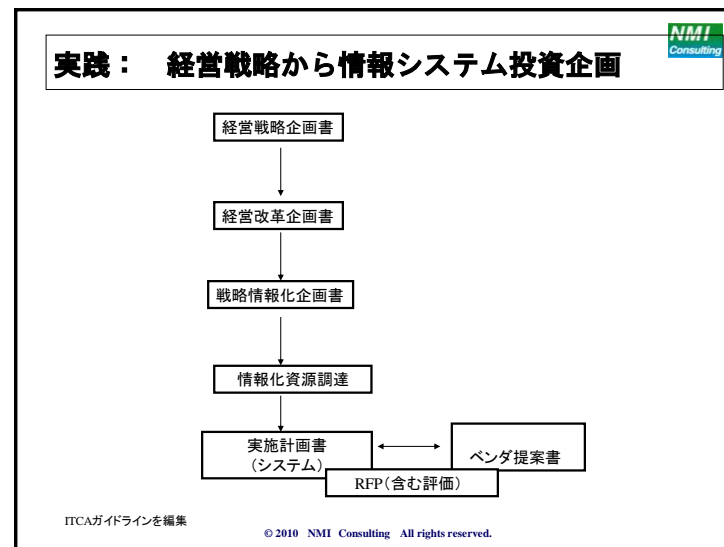 NMI
Consulting
実践：　経営戦略から情報システム投資企画
経営戦略企画書
経営改革企画書
戦略情報化企画書
情報化資源調達
実施計画書
（システム）
ベンダ提案書
RFP（含む評価）
ITCAガイドラインを編集
© 2010 NMI Consulting All rights reserved.